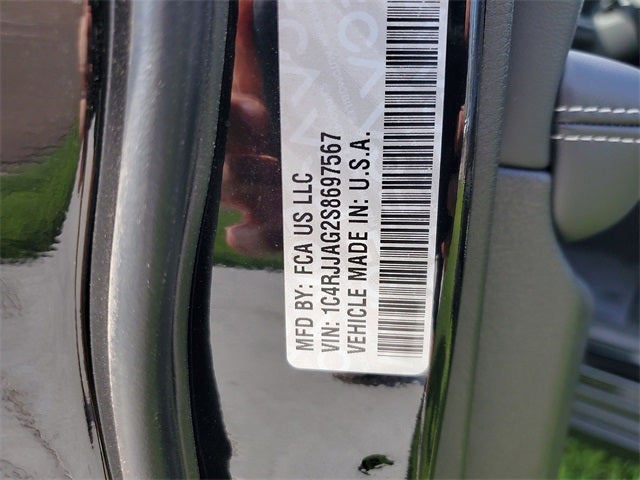 MFD BY: FCA US LLC
VIN: 1C4RJJAG2S8697567
VEHICLE MADE IN: U.S.A.